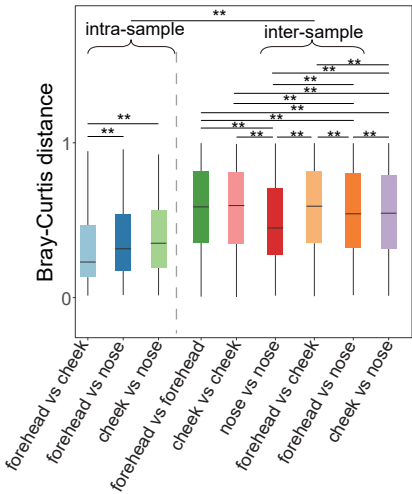 **
intra-sample
inter-sample
**
**
**
**
**
**
**
**
**
**
**
**
**
**
Bray-Curtis distance
1
0
forehead vs cheek
forehead vs nose
cheek vs nose
forehead vs forehead
cheek vs cheek
nose vs nose
forehead vs cheek
forehead vs nose
cheek vs nose